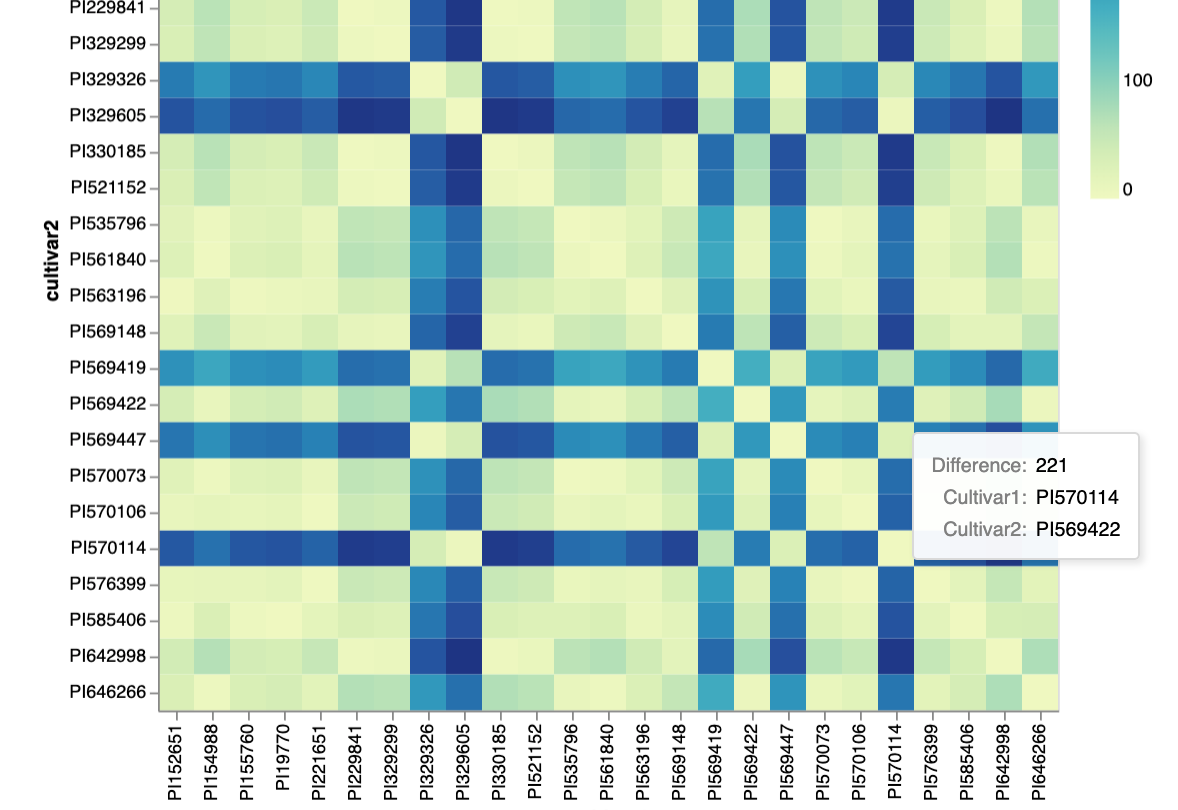 PI229841
PI329299
PI329326
PI329605
PI330185
PI521152
PI535796
PI561840
PI563196
PI569148
PI569419
PI569422
PI569447
PI570073
PI570106
PI570114
PI576399
PI585406
PI642998
PI646266
cultivar2
100
0
Difference: 221
Cultivar1: PI570114
Cultivar2: PI569422
PI152651
PI154988
PI155760
PI19770
PI221651
PI229841
PI329299
PI329326
PI329605
PI330185
PI521152
PI535796
PI561840
PI563196
PI569148
PI569419
PI569422
PI569447
PI570073
PI570106
PI570114
PI576399
PI585406
PI642998
PI646266